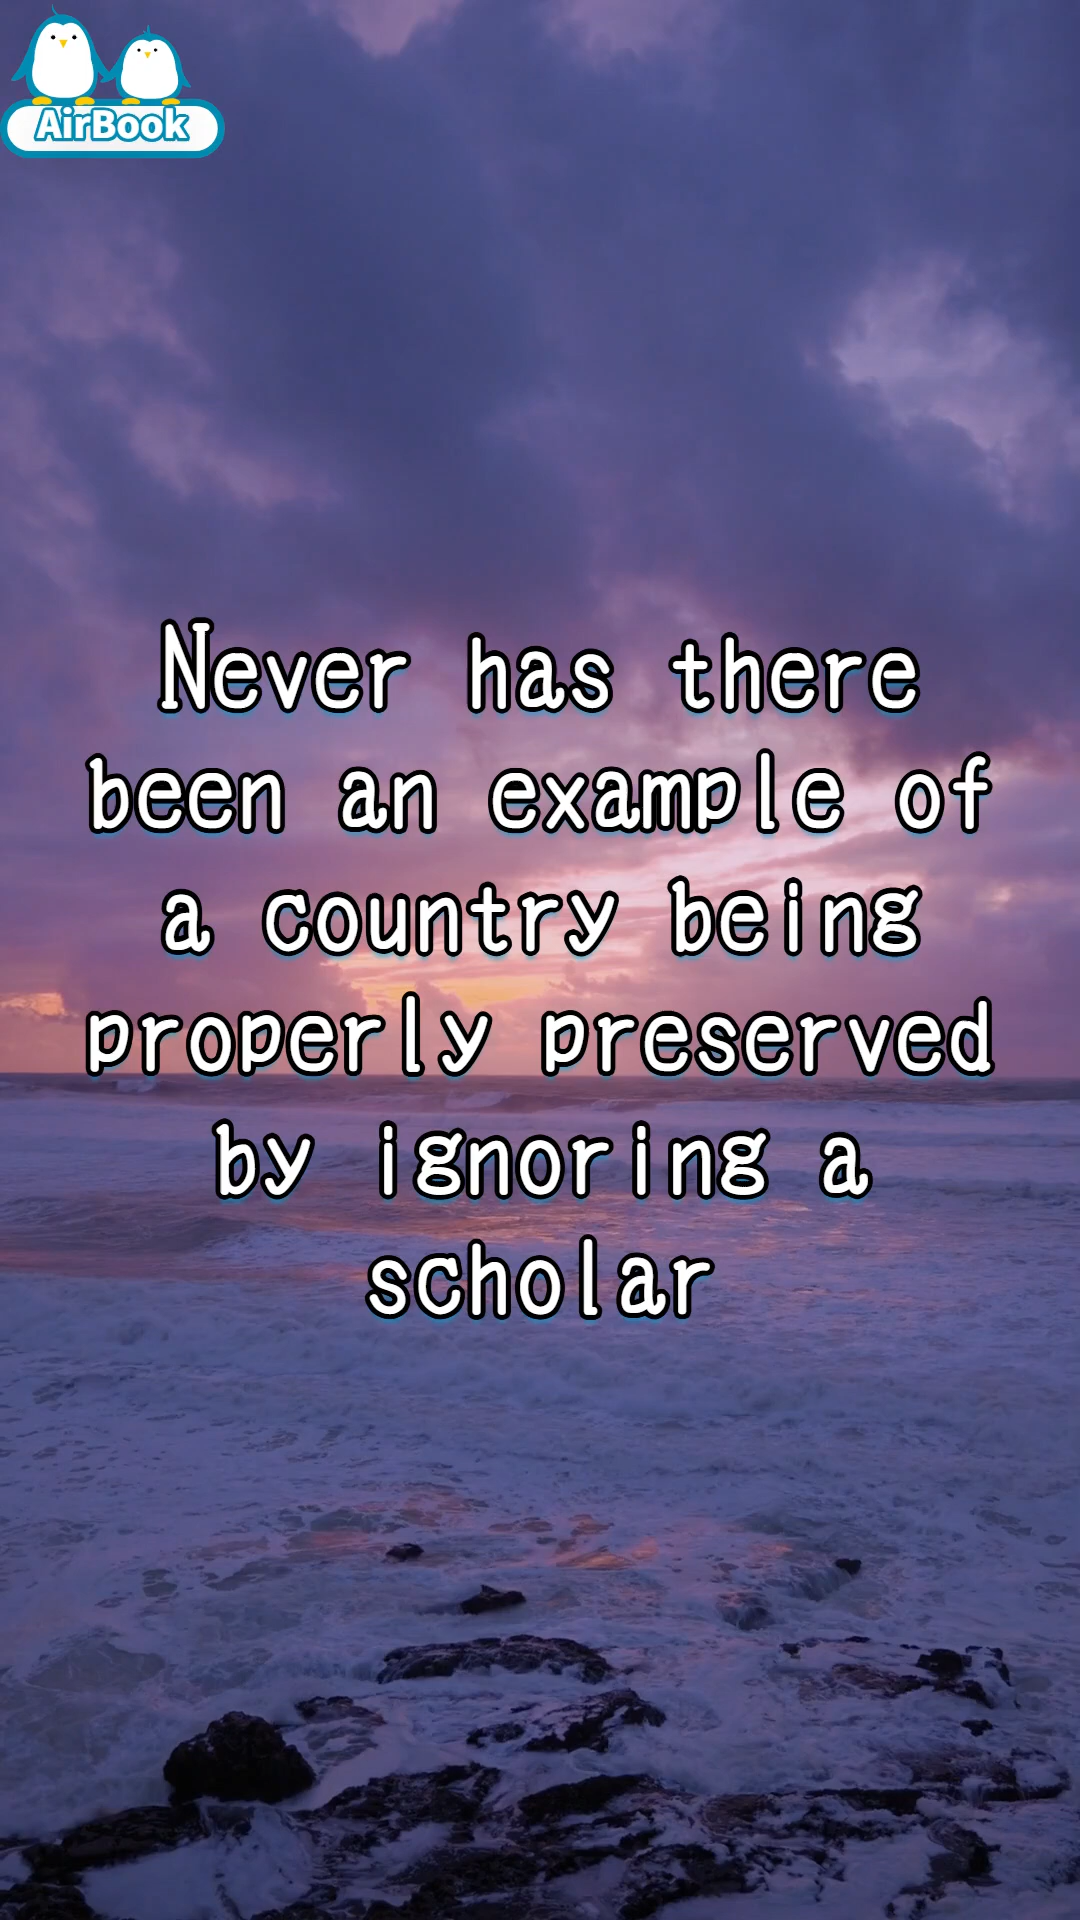 AirBook
Never has there
been an example of
a country being
properly preserved
by ignoring a
scholar